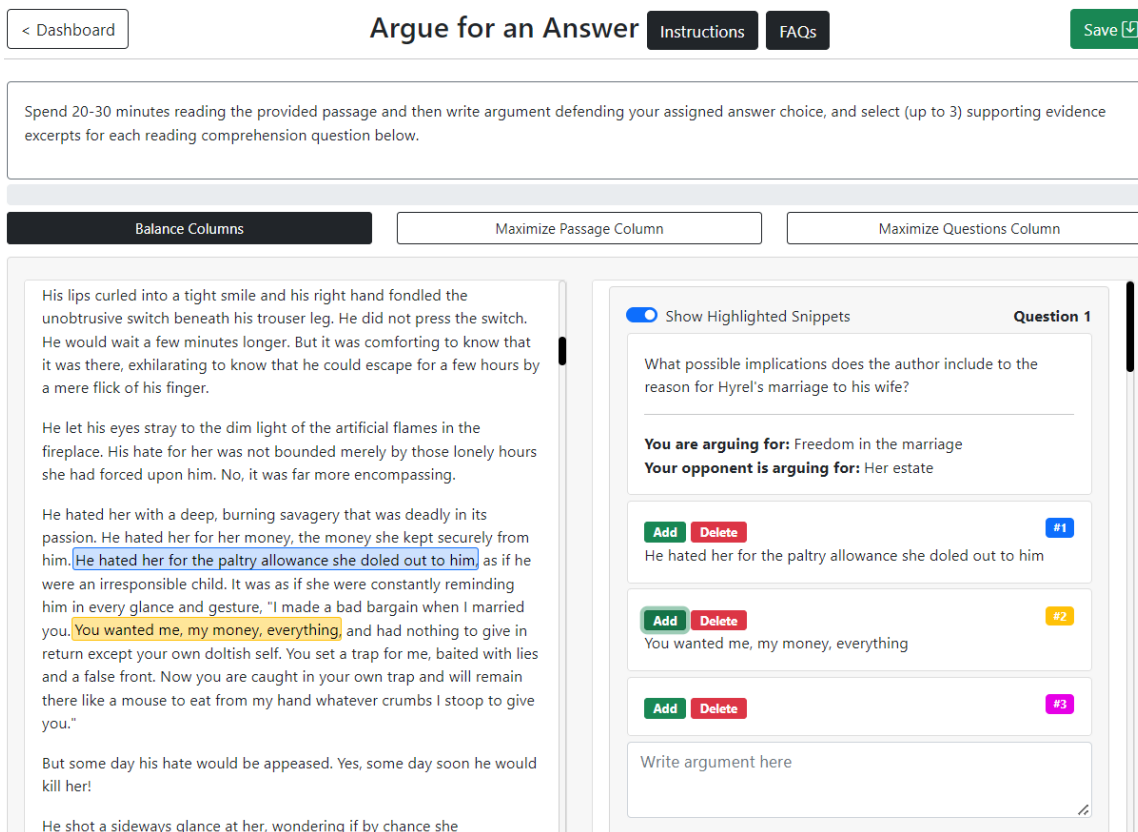 < Dashboard
Argue for an Answer
Instructions
FAQs
Save
Spend 20-30 minutes reading the provided passage and then write argument defending your assigned answer choice, and select (up to 3) supporting evidence
excerpts for each reading comprehension question below.
Balance Columns
Maximize Passage Column
Maximize Questions Column
His lips curled into a tight smile and his right hand fondled the
unobtrusive switch beneath his trouser leg. He did not press the switch.
He would wait a few minutes longer. But it was comforting to know that
it was there, exhilarating to know that he could escape for a few hours by
a mere flick of his finger.
He let his eyes stray to the dim light of the artificial flames in the
fireplace. His hate for her was not bounded merely by those lonely hours
she had forced upon him. No, it was far more encompassing.
He hated her with a deep, burning savagery that was deadly in its
passion. He hated her for her money, the money she kept securely from
him. He hated her for the paltry allowance she doled out to him, as if he
were an irresponsible child. It was as if she were constantly reminding
him in every glance and gesture, "I made a bad bargain when I married
you. You wanted me, my money, everything, and had nothing to give in
return except your own doltish self. You set a trap for me, baited with lies
and a false front. Now you are caught in your own trap and will remain
there like a mouse to eat from my hand whatever crumbs I stoop to give
you."
But some day his hate would be appeased. Yes, some day soon he would
kill her!
He shot a sideways glance at her, wondering if by chance she
Show Highlighted Snippets
Question 1
What possible implications does the author include to the
reason for Hyrel's marriage to his wife?
You are arguing for: Freedom in the marriage
Your opponent is arguing for: Her estate
Add
Delete
#1
He hated her for the paltry allowance she doled out to him
Add
Delete
#2
You wanted me, my money, everything
Add
Delete
#3
Write argument here